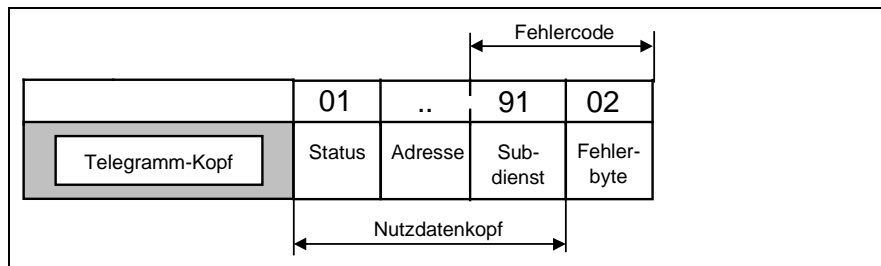 Fehlercode
01 .. 91 02
Telegramm-Kopf
Status
Adresse
Sub-
dienst
Fehler-
byte
Nutzdatenkopf